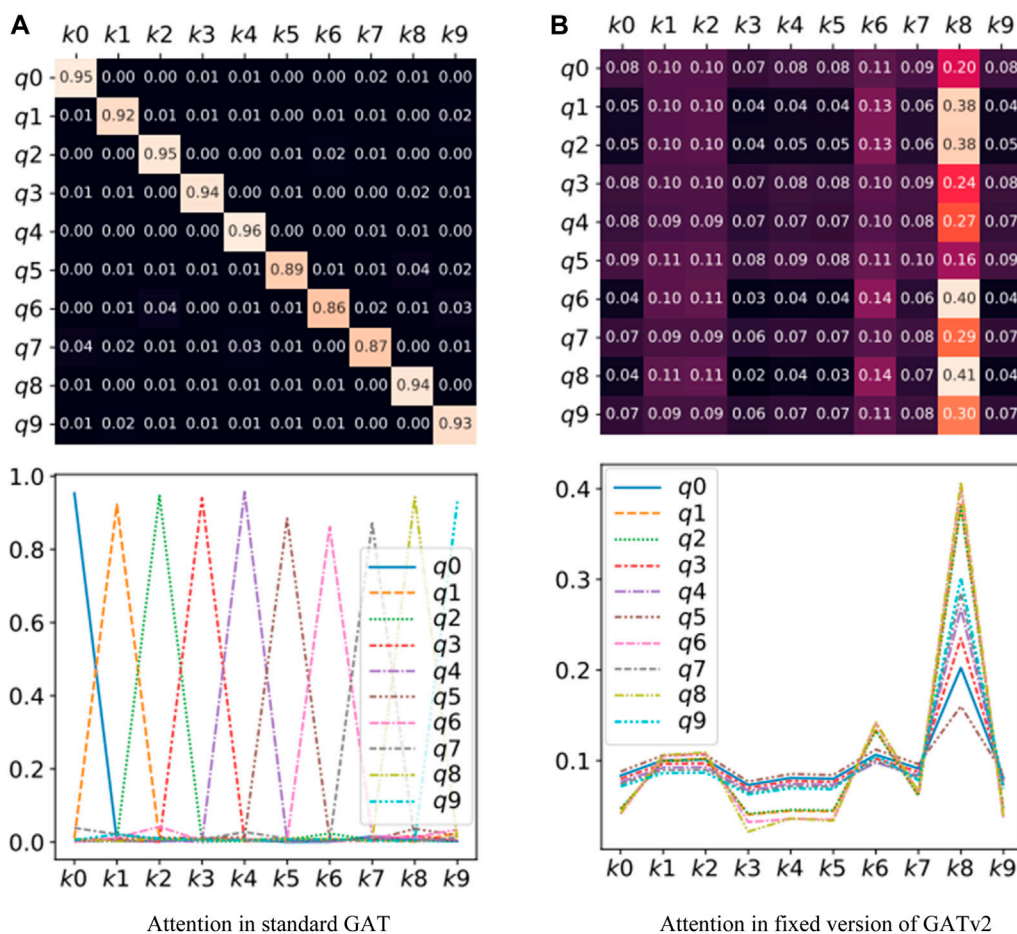 A
k0 k1 k2 k3 k4 k5 k6 k7 k8 k9
q0 0.95 0.00 0.00 0.01 0.01 0.00 0.00 0.02 0.01 0.00
q1 0.01 0.92 0.00 0.00 0.01 0.01 0.01 0.00 0.00 0.02
q2 0.00 0.00 0.95 0.00 0.00 0.01 0.02 0.01 0.00 0.00
q3 0.01 0.01 0.00 0.94 0.00 0.01 0.00 0.00 0.02 0.01
q4 0.00 0.00 0.00 0.00 0.96 0.00 0.00 0.01 0.01 0.01
q5 0.00 0.01 0.01 0.01 0.00 0.89 0.01 0.01 0.04 0.02
q6 0.00 0.01 0.04 0.00 0.01 0.01 0.86 0.02 0.01 0.03
q7 0.04 0.02 0.01 0.01 0.03 0.01 0.00 0.87 0.00 0.01
q8 0.01 0.00 0.01 0.01 0.01 0.01 0.01 0.00 0.94 0.00
q9 0.01 0.02 0.01 0.01 0.01 0.01 0.01 0.00 0.00 0.93
B
k0 k1 k2 k3 k4 k5 k6 k7 k8 k9
q0 0.08 0.10 0.10 0.07 0.08 0.08 0.11 0.09 0.20 0.08
q1 0.05 0.10 0.10 0.04 0.04 0.04 0.13 0.06 0.38 0.04
q2 0.05 0.10 0.10 0.04 0.05 0.05 0.13 0.06 0.38 0.05
q3 0.08 0.10 0.10 0.07 0.08 0.08 0.10 0.09 0.24 0.08
q4 0.08 0.09 0.09 0.07 0.07 0.07 0.10 0.08 0.27 0.07
q5 0.09 0.11 0.11 0.08 0.09 0.08 0.11 0.10 0.16 0.09
q6 0.04 0.10 0.11 0.03 0.04 0.04 0.14 0.06 0.40 0.04
q7 0.07 0.09 0.09 0.06 0.07 0.07 0.10 0.08 0.29 0.07
q8 0.04 0.11 0.11 0.02 0.04 0.03 0.14 0.07 0.41 0.04
q9 0.07 0.09 0.09 0.06 0.07 0.07 0.11 0.08 0.30 0.07
1.0
0.8
0.6
0.4
0.2
0.0
q0
q1
q2
q3
q4
q5
q6
q7
q8
q9
k0 k1 k2 k3 k4 k5 k6 k7 k8 k9
Attention in standard GAT
0.4
0.3
0.2
0.1
q0
q1
q2
q3
q4
q5
q6
q7
q8
q9
k0 k1 k2 k3 k4 k5 k6 k7 k8 k9
Attention in fixed version of GATv2